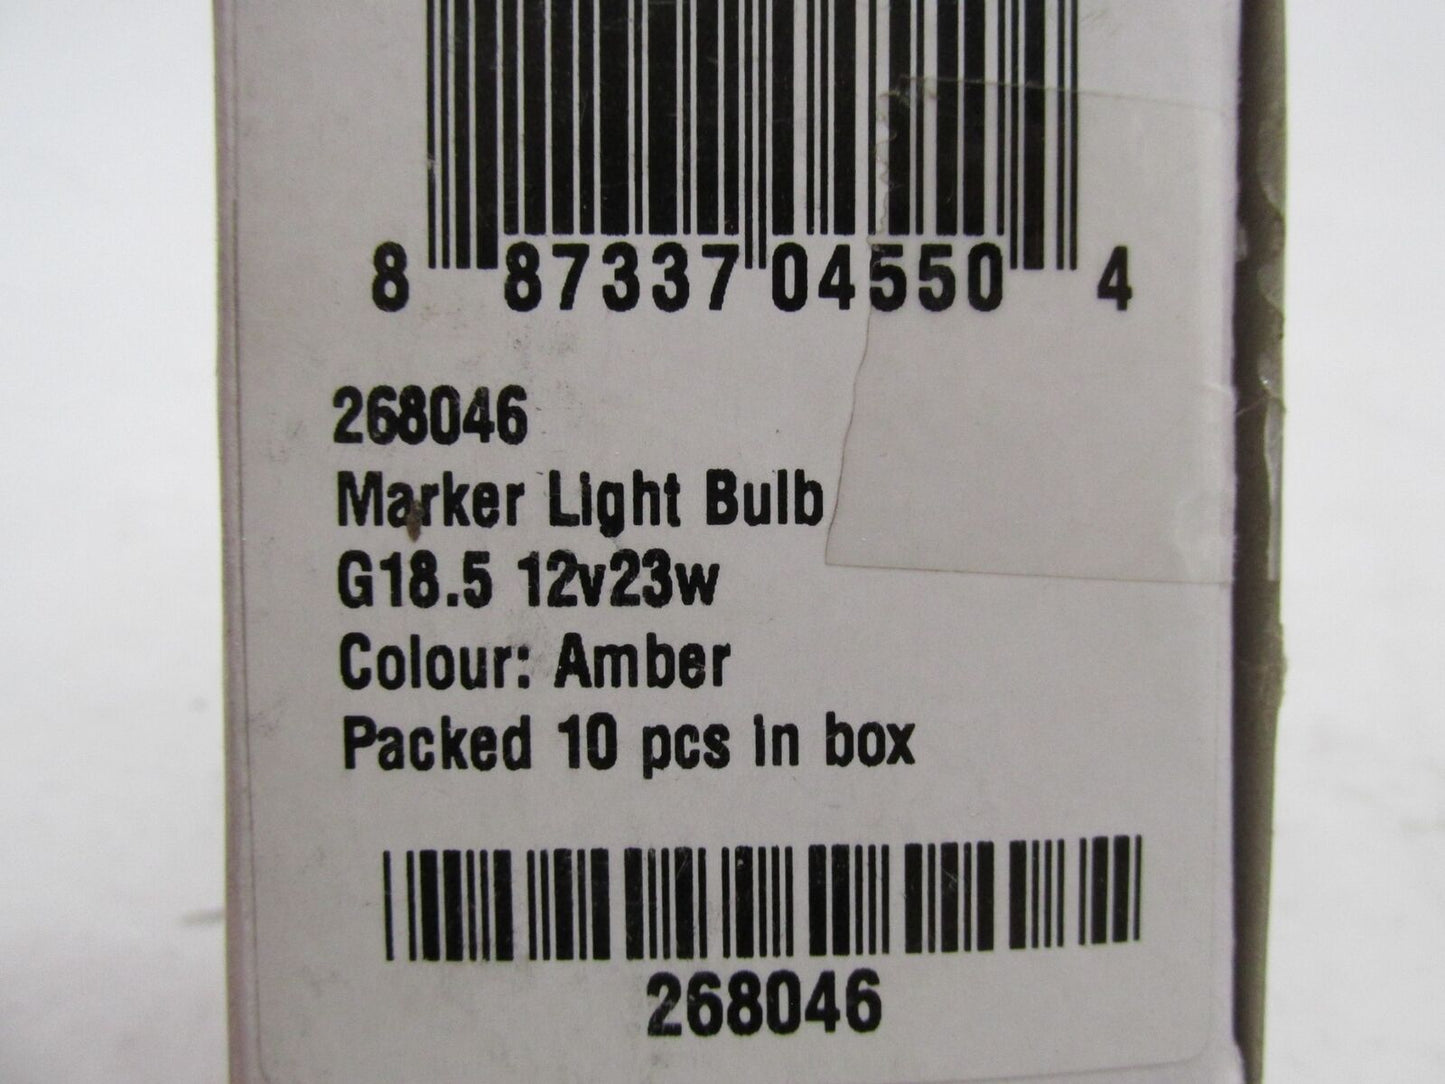 8 87337 04550 4
268046
Marker Light Bulb
G18.5 12v23w
Colour: Amber
Packed 10 pcs in box
268046